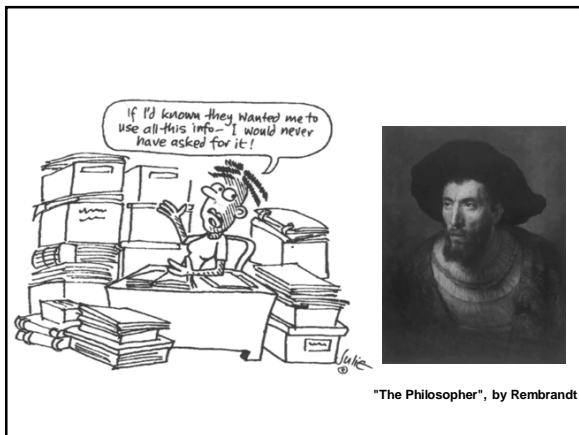 If I'd known they wanted me to
use all this info- I would never
have asked for it!
Julie
"The Philosopher", by Rembrandt